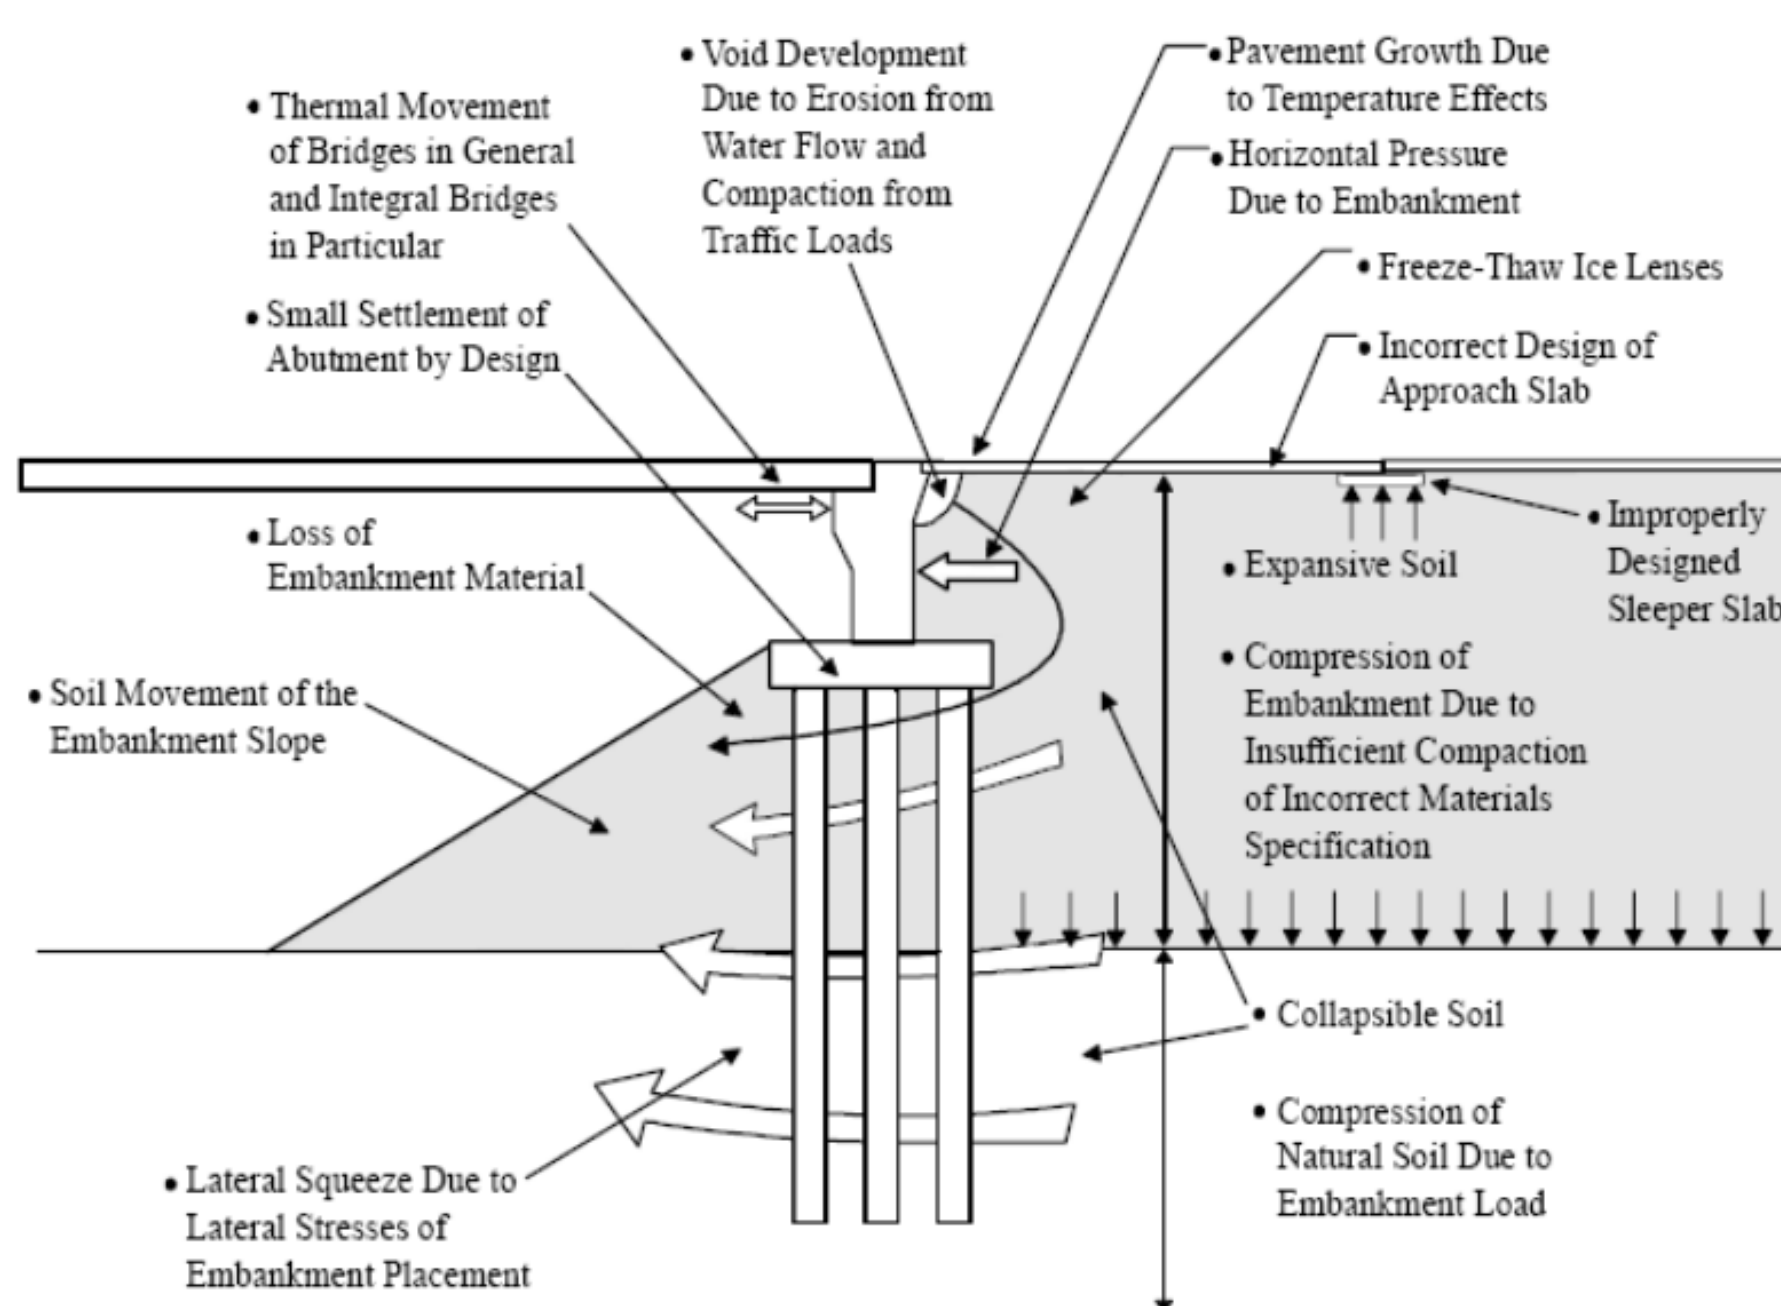 • Void Development
Due to Erosion from
Water Flow and
Compaction from
Traffic Loads
• Pavement Growth Due
to Temperature Effects
• Thermal Movement
of Bridges in General
and Integral Bridges
in Particular
• Horizontal Pressure
Due to Embankment
• Freeze-Thaw Ice Lenses
• Small Settlement of
Abutment by Design
• Incorrect Design of
Approach Slab
• Loss of
Embankment Material
• Improperly
Designed
Sleeper Slab
• Expansive Soil
• Soil Movement of the
Embankment Slope
• Compression of
Embankment Due to
Insufficient Compaction
of Incorrect Materials
Specification
• Collapsible Soil
• Compression of
Natural Soil Due to
Embankment Load
• Lateral Squeeze Due to
Lateral Stresses of
Embankment Placement